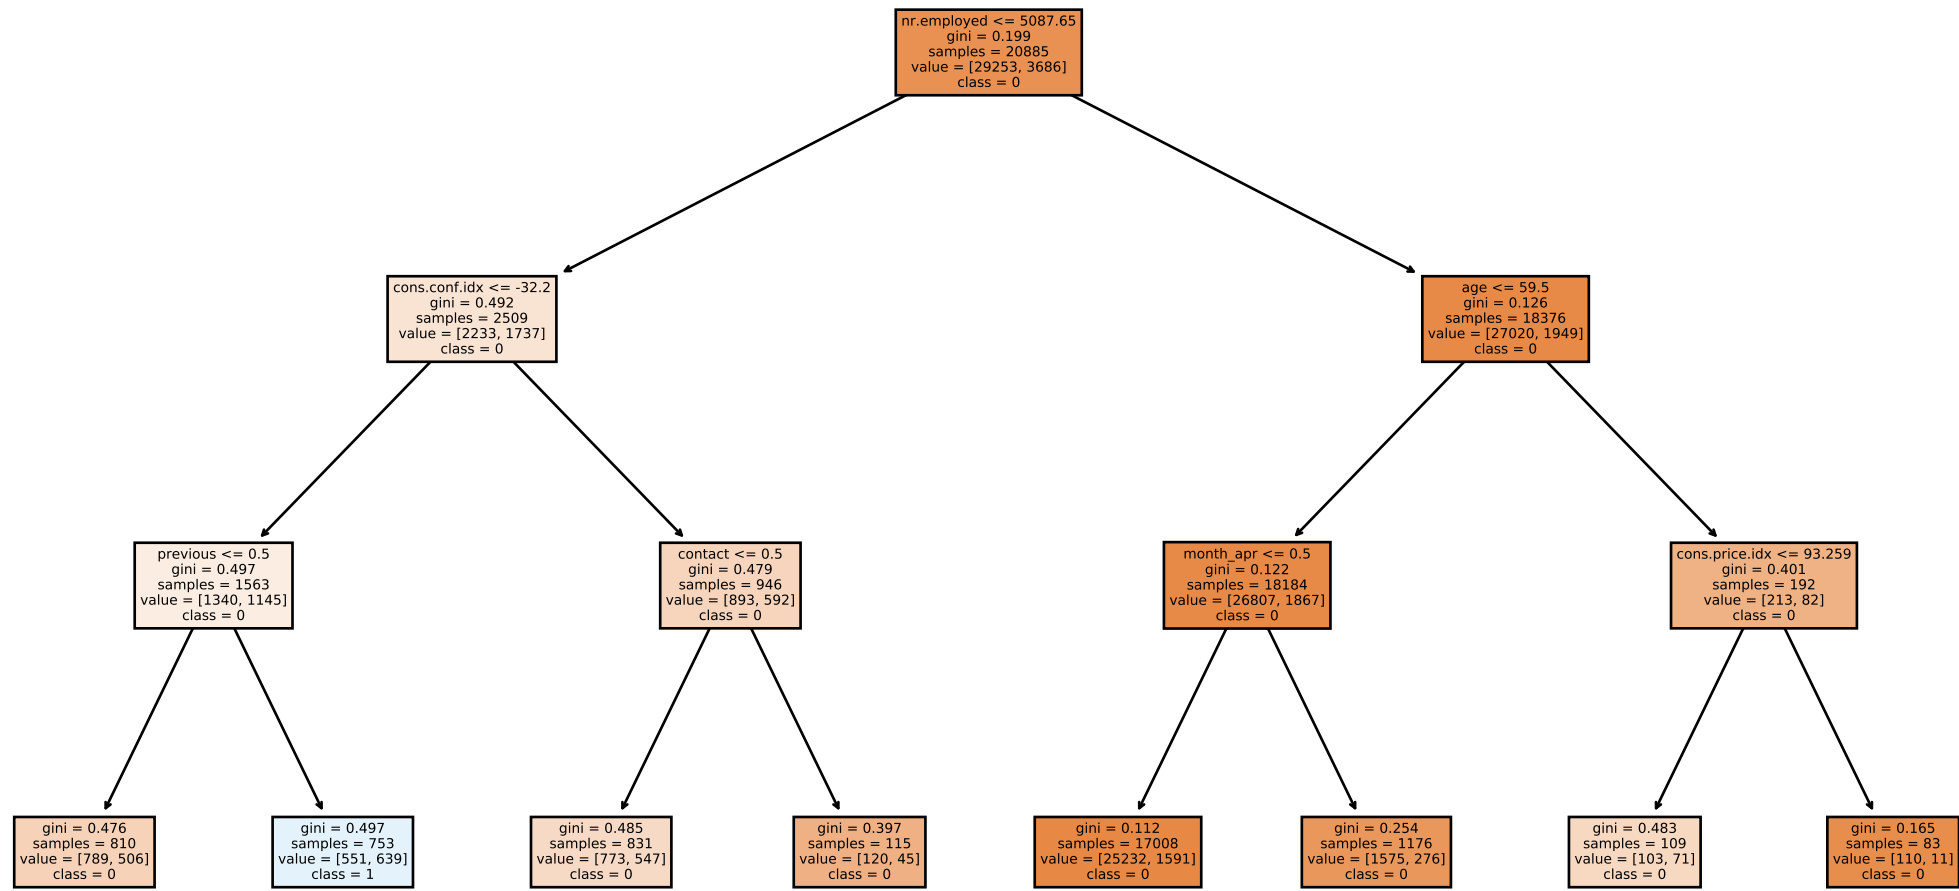 nr.employed <= 5087.65
gini = 0.199
samples = 20885
value = [29253, 3686]
class = 0
cons.conf.idx <= -32.2
gini = 0.492
samples = 2509
value = [2233, 1737]
class = 0
age <= 59.5
gini = 0.126
samples = 18376
value = [27020, 1949]
class = 0
previous <= 0.5
gini = 0.497
samples = 1563
value = [1340, 1145]
class = 0
contact <= 0.5
gini = 0.479
samples = 946
value = [893, 592]
class = 0
month_apr <= 0.5
gini = 0.122
samples = 18184
value = [26807, 1867]
class = 0
cons.price.idx <= 93.259
gini = 0.401
samples = 192
value = [213, 82]
class = 0
gini = 0.476
samples = 810
value = [789, 506]
class = 0
gini = 0.497
samples = 753
value = [551, 639]
class = 1
gini = 0.485
samples = 831
value = [773, 547]
class = 0
gini = 0.397
samples = 115
value = [120, 45]
class = 0
gini = 0.112
samples = 17008
value = [25232, 1591]
class = 0
gini = 0.254
samples = 1176
value = [1575, 276]
class = 0
gini = 0.483
samples = 109
value = [103, 71]
class = 0
gini = 0.165
samples = 83
value = [110, 11]
class = 0